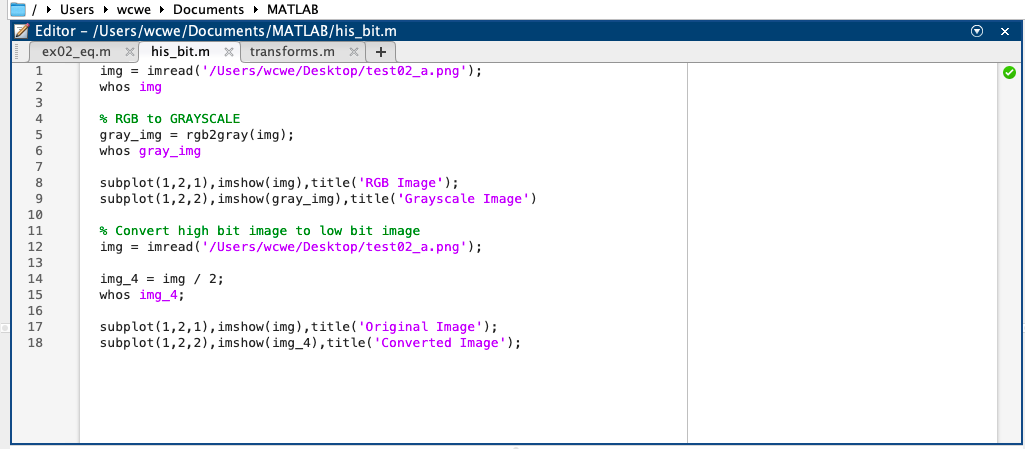 / ▸ Users ▸ wcwe ▸ Documents ▸ MATLAB
Editor – /Users/wcwe/Documents/MATLAB/his_bit.m
ex02_eq.m × his_bit.m × transforms.m × +
1 img = imread('/Users/wcwe/Desktop/test02_a.png');
2 whos img
3
4 % RGB to GRAYSCALE
5 gray_img = rgb2gray(img);
6 whos gray_img
7
8 subplot(1,2,1),imshow(img),title('RGB Image');
9 subplot(1,2,2),imshow(gray_img),title('Grayscale Image')
10
11 % Convert high bit image to low bit image
12 img = imread('/Users/wcwe/Desktop/test02_a.png');
13
14 img_4 = img / 2;
15 whos img_4;
16
17 subplot(1,2,1),imshow(img),title('Original Image');
18 subplot(1,2,2),imshow(img_4),title('Converted Image');